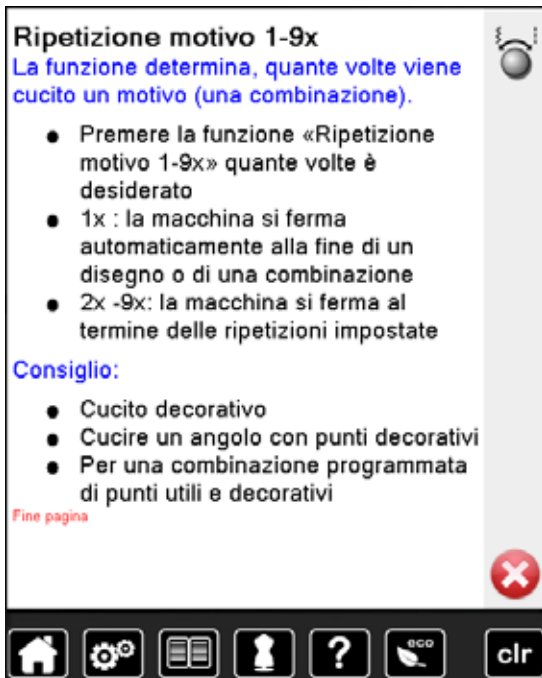 Ripetizione motivo 1-9x
La funzione determina, quante volte viene
cucito un motivo (una combinazione).
● Premere la funzione «Ripetizione
motivo 1-9x» quante volte è
desiderato
● 1x : la macchina si ferma
automaticamente alla fine di un
disegno o di una combinazione
● 2x -9x: la macchina si ferma al
termine delle ripetizioni impostate
Consiglio:
● Cucito decorativo
● Cucire un angolo con punti decorativi
● Per una combinazione programmata
di punti utili e decorativi
Fine pagina
?
eco
clr